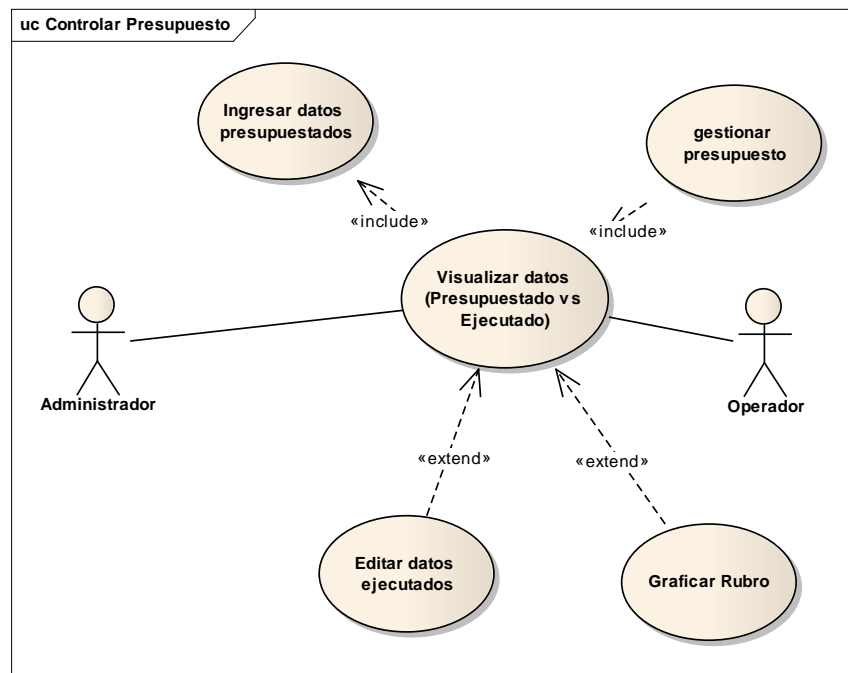 uc Controlar Presupuesto
Ingresar datos
presupuestados
gestionar
presupuesto
«include»
«include»
Visualizar datos
(Presupuestado vs
Ejecutado)
Administrador
Operador
«extend»
«extend»
Editar datos
ejecutados
Graficar Rubro